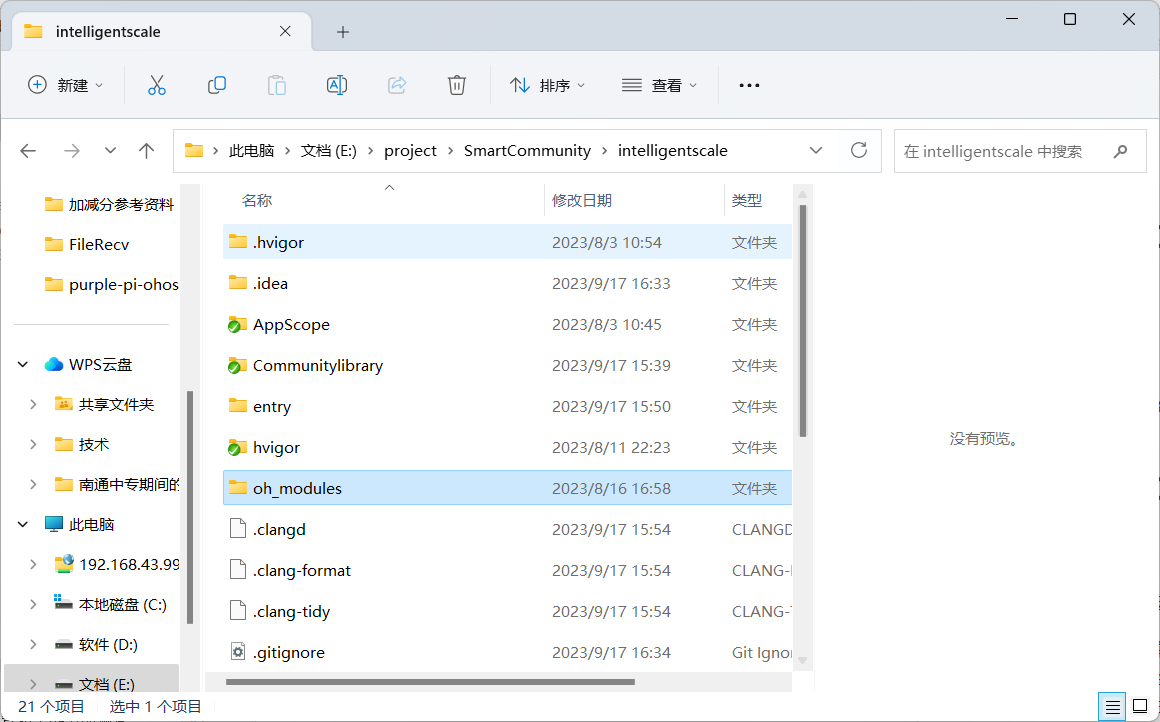 intelligentscale
新建
排序
查看
此电脑
文档 (E:)
project
SmartCommunity
intelligentscale
在 intelligentscale 中搜索
加减分参考资料
FileRecv
purple-pi-ohos
WPS云盘
共享文件夹
技术
南通中专期间的
此电脑
192.168.43.99
本地磁盘 (C:)
软件 (D:)
文档 (E:)
名称 修改日期 类型
.hvigor 2023/8/3 10:54 文件夹
.idea 2023/9/17 16:33 文件夹
AppScope 2023/8/3 10:45 文件夹
Communitylibrary 2023/9/17 15:39 文件夹
entry 2023/9/17 15:50 文件夹
hvigor 2023/8/11 22:23 文件夹
oh_modules 2023/8/16 16:58 文件夹
.clangd 2023/9/17 15:54 CLANGD
.clang-format 2023/9/17 15:54 CLANG-
.clang-tidy 2023/9/17 15:54 CLANG-
.gitignore 2023/9/17 16:34 Git Ignor
没有预览。
21 个项目 选中 1 个项目